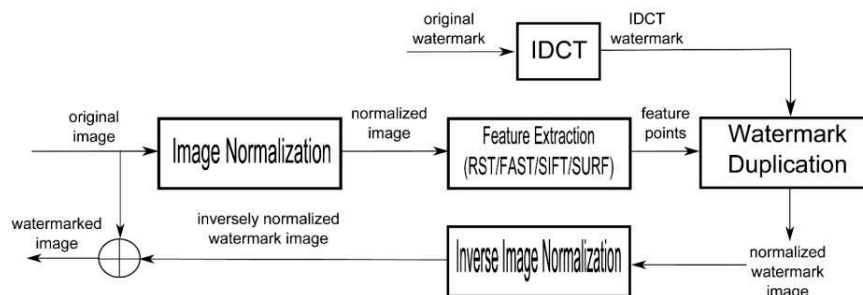 original
watermark
IDCT
IDCT
watermark
original
image
Image Normalization
normalized
image
Feature Extraction
(RST/FAST/SIFT/SURF)
feature
points
Watermark
Duplication
watermarked
image
inversely normalized
watermark image
Inverse Image Normalization
normalized
watermark
image